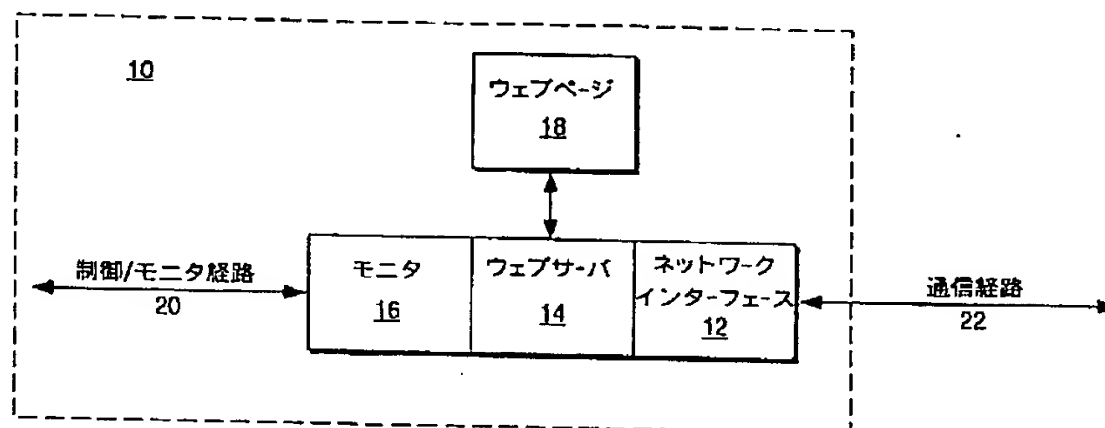 10
ウェブページ
18
制御/モニタ経路
20
モニタ
16
ウェブサーバ
14
ネットワーク
インターフェース
12
通信経路
22